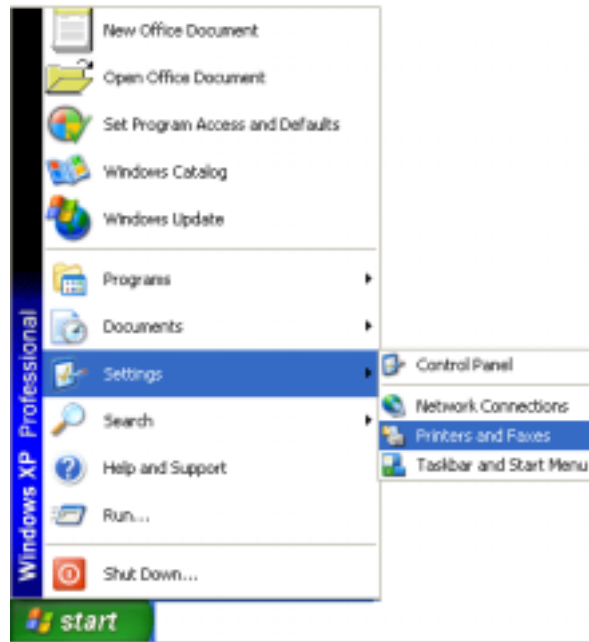 New Office Document
Open Office Document
Set Program Access and Defaults
Windows Catalog
Windows Update
Programs
Documents
Settings
Search
Help and Support
Run...
Shut Down...
Windows XP Professional
Control Panel
Network Connections
Printers and Faxes
Taskbar and Start Menu
start